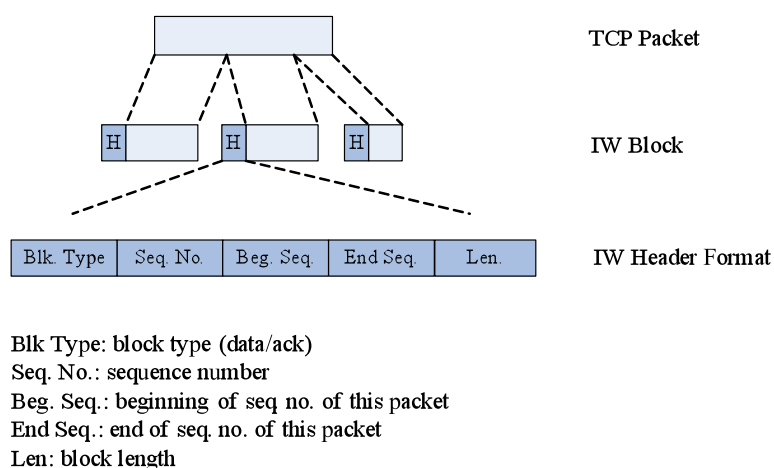 TCP Packet
H H H IW Block
Blk. Type Seq. No. Beg. Seq. End Seq. Len. IW Header Format
Blk Type: block type (data/ack)
Seq. No.: sequence number
Beg. Seq.: beginning of seq no. of this packet
End Seq.: end of seq. no. of this packet
Len: block length